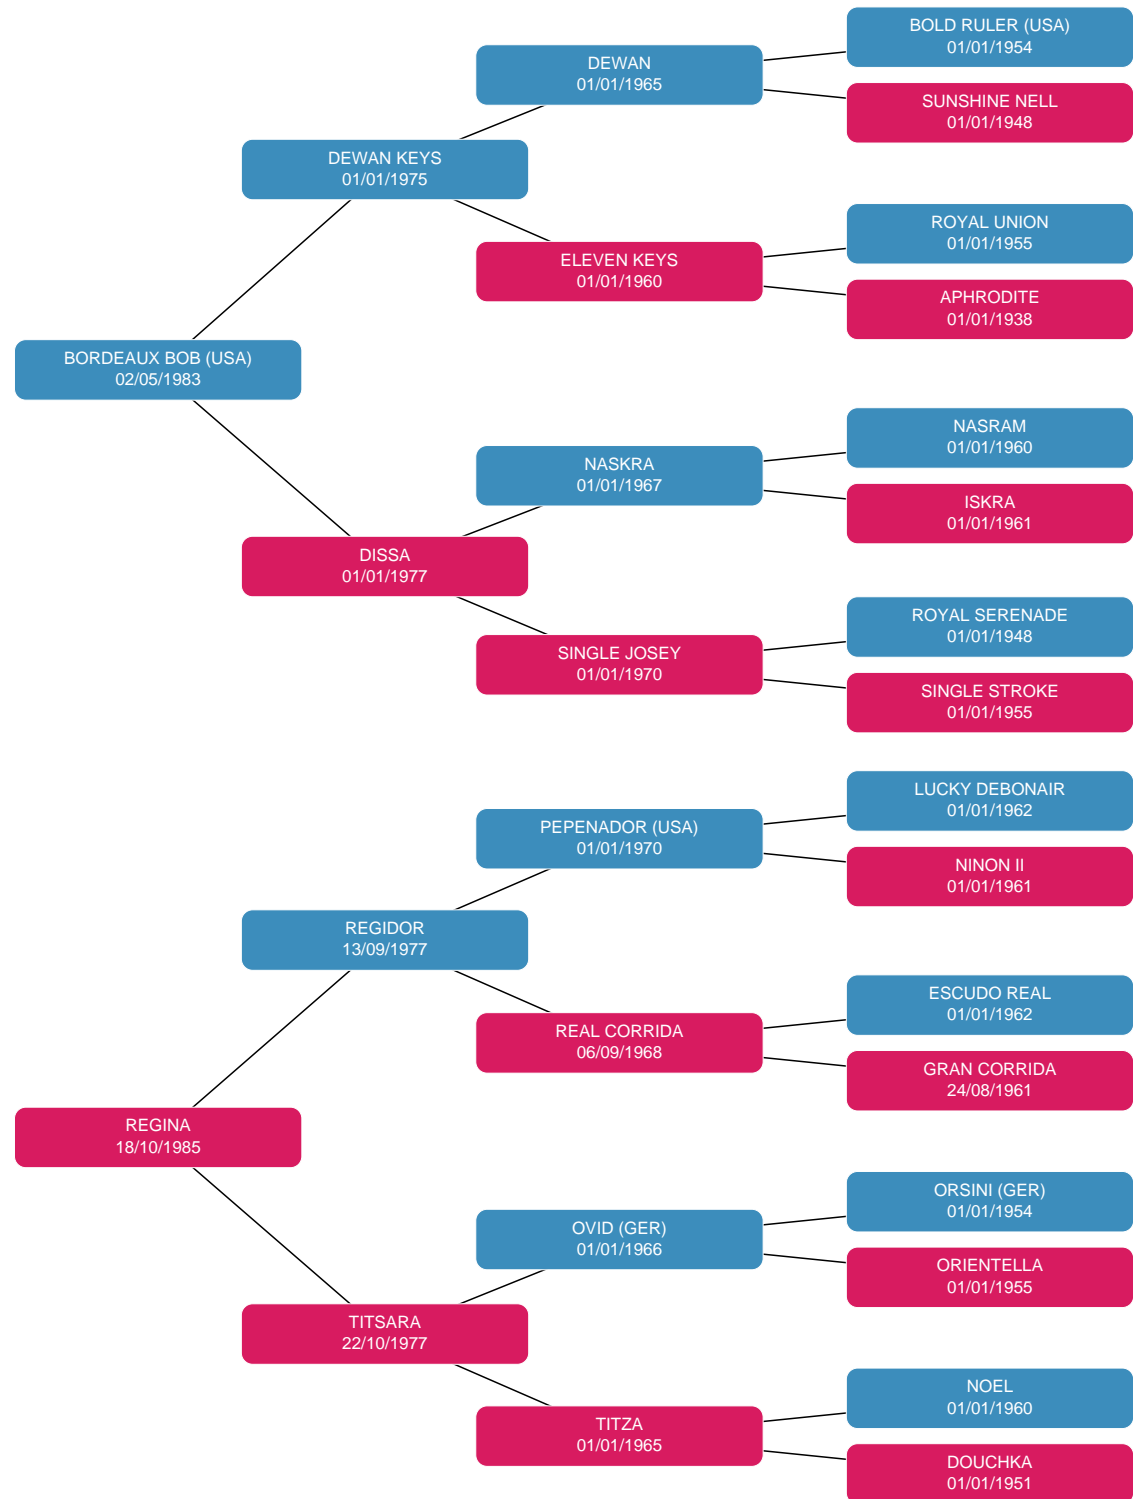 BOLD RULER (USA)
01/01/1954
DEWAN
01/01/1965
SUNSHINE NELL
01/01/1948
DEWAN KEYS
01/01/1975
ROYAL UNION
01/01/1955
ELEVEN KEYS
01/01/1960
APHRODITE
01/01/1938
BORDEAUX BOB (USA)
02/05/1983
NASRAM
01/01/1960
NASKRA
01/01/1967
ISKRA
01/01/1961
DISSA
01/01/1977
ROYAL SERENADE
01/01/1948
SINGLE JOSEY
01/01/1970
SINGLE STROKE
01/01/1955
LUCKY DEBONAIR
01/01/1962
PEPENADOR (USA)
01/01/1970
NINON II
01/01/1961
REGIDOR
13/09/1977
ESCUDO REAL
01/01/1962
REAL CORRIDA
06/09/1968
GRAN CORRIDA
24/08/1961
REGINA
18/10/1985
ORSINI (GER)
01/01/1954
OVID (GER)
01/01/1966
ORIENTELLA
01/01/1955
TITSARA
22/10/1977
NOEL
01/01/1960
TITZA
01/01/1965
DOUCHKA
01/01/1951